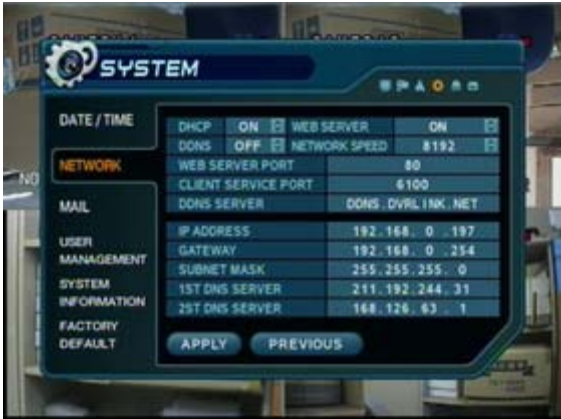 SYSTEM
DATE / TIME
NETWORK
MAIL
USER
MANAGEMENT
SYSTEM
INFORMATION
FACTORY
DEFAULT
DHCP ON WEB SERVER ON
DDNS OFF NETWORK SPEED 8192
WEB SERVER PORT 80
CLIENT SERVICE PORT 6100
DDNS SERVER DDNS.DVRLINK.NET
IP ADDRESS 192.168. 0 .197
GATEWAY 192.168. 0 .254
SUBNET MASK 255.255.255. 0
1ST DNS SERVER 211.192.244. 31
2ST DNS SERVER 168.126. 63 . 1
APPLY PREVIOUS
NO